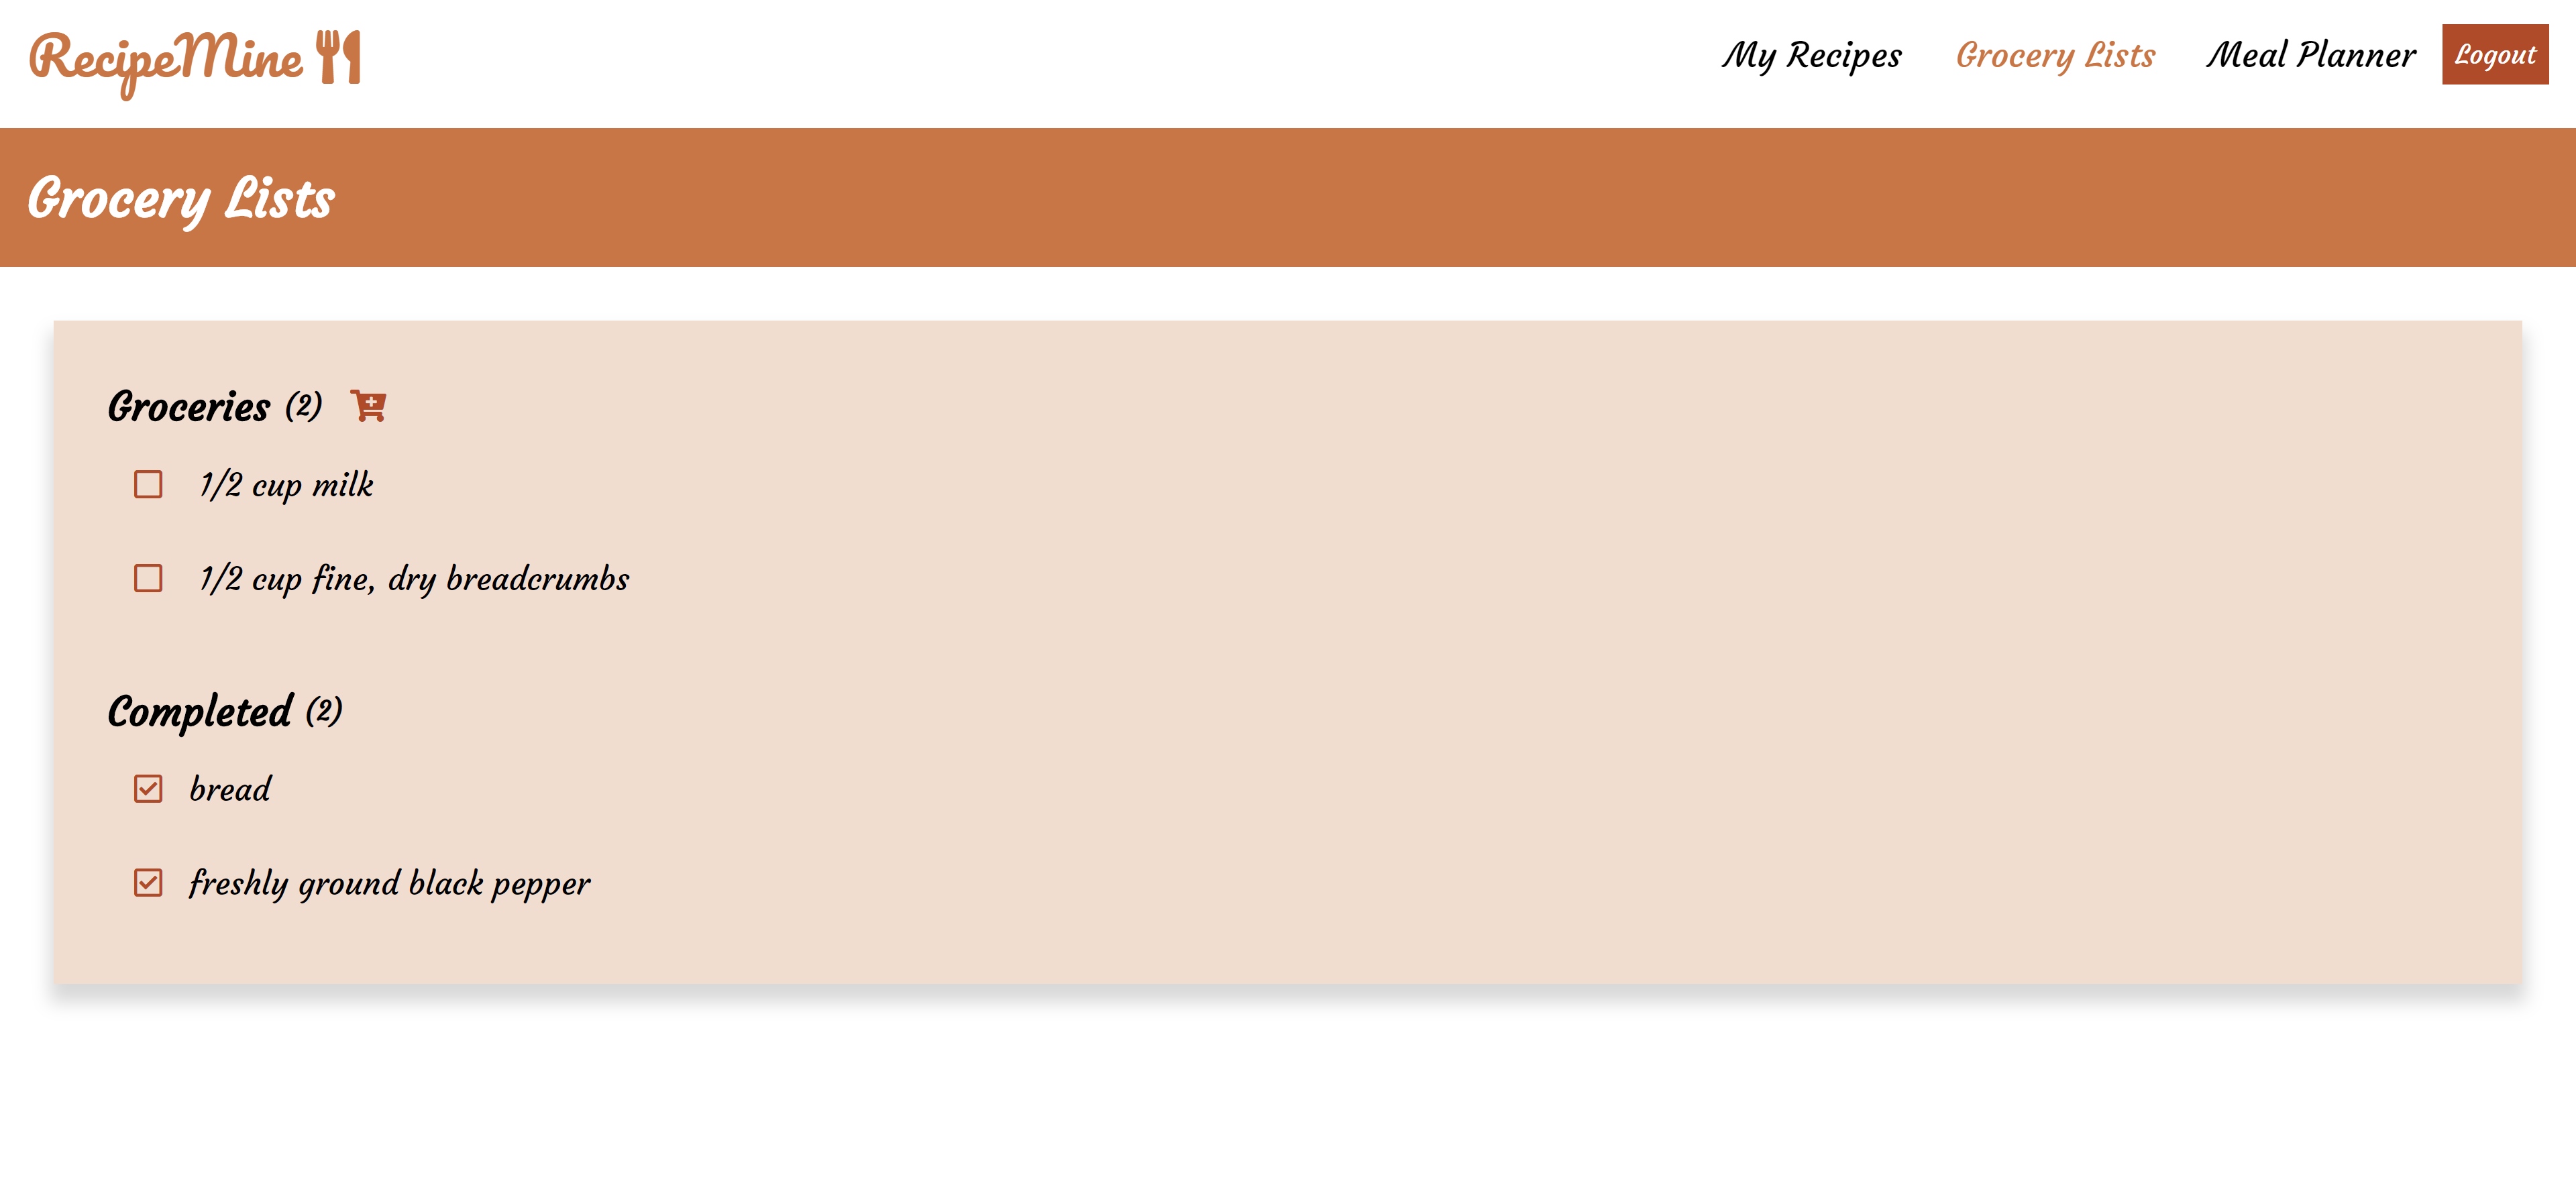 RecipeMine
My Recipes Grocery Lists Meal Planner Logout
Grocery Lists
Groceries (2)
1/2 cup milk
1/2 cup fine, dry breadcrumbs
Completed (2)
bread
freshly ground black pepper